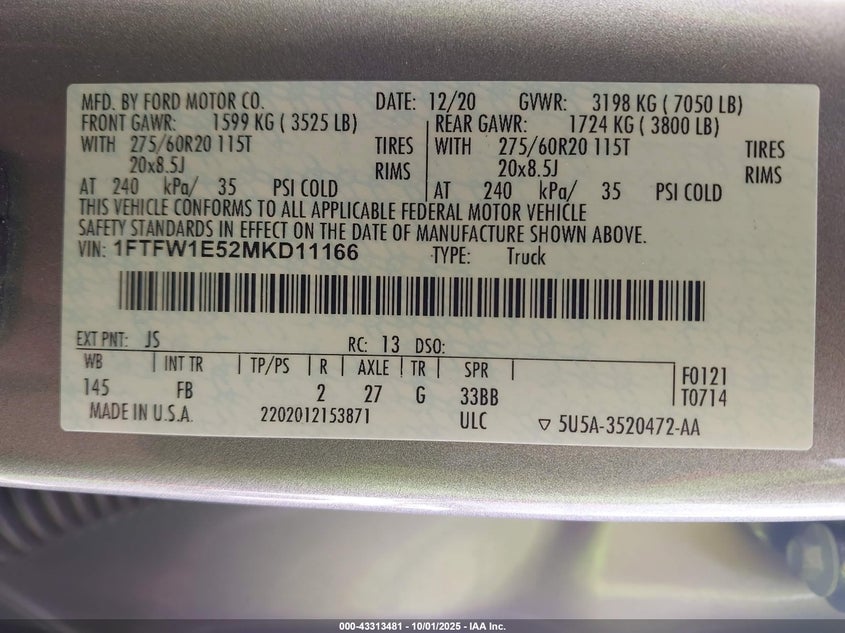 MFD. BY FORD MOTOR CO. DATE: 12/20 GVWR: 3198 KG ( 7050 LB)
FRONT GAWR: 1599 KG ( 3525 LB) REAR GAWR: 1724 KG ( 3800 LB)
WITH 275/60R20 115T TIRES WITH 275/60R20 115T TIRES
20x8.5J RIMS 20x8.5J RIMS
AT 240 kPa/ 35 PSI COLD AT 240 kPa/ 35 PSI COLD
THIS VEHICLE CONFORMS TO ALL APPLICABLE FEDERAL MOTOR VEHICLE
SAFETY STANDARDS IN EFFECT ON THE DATE OF MANUFACTURE SHOWN ABOVE.
VIN: 1FTFW1E52MKD11166 TYPE: Truck
EXT PNT: JS RC: 13 DSO:
WB INT TR TP/PS R AXLE TR SPR F0121
145 FB 2 27 G 33BB T0714
MADE IN U.S.A. 2202012153871 ULC ▽ 5U5A-3520472-AA
000-43313481 - 10/01/2025 - IAA Inc.